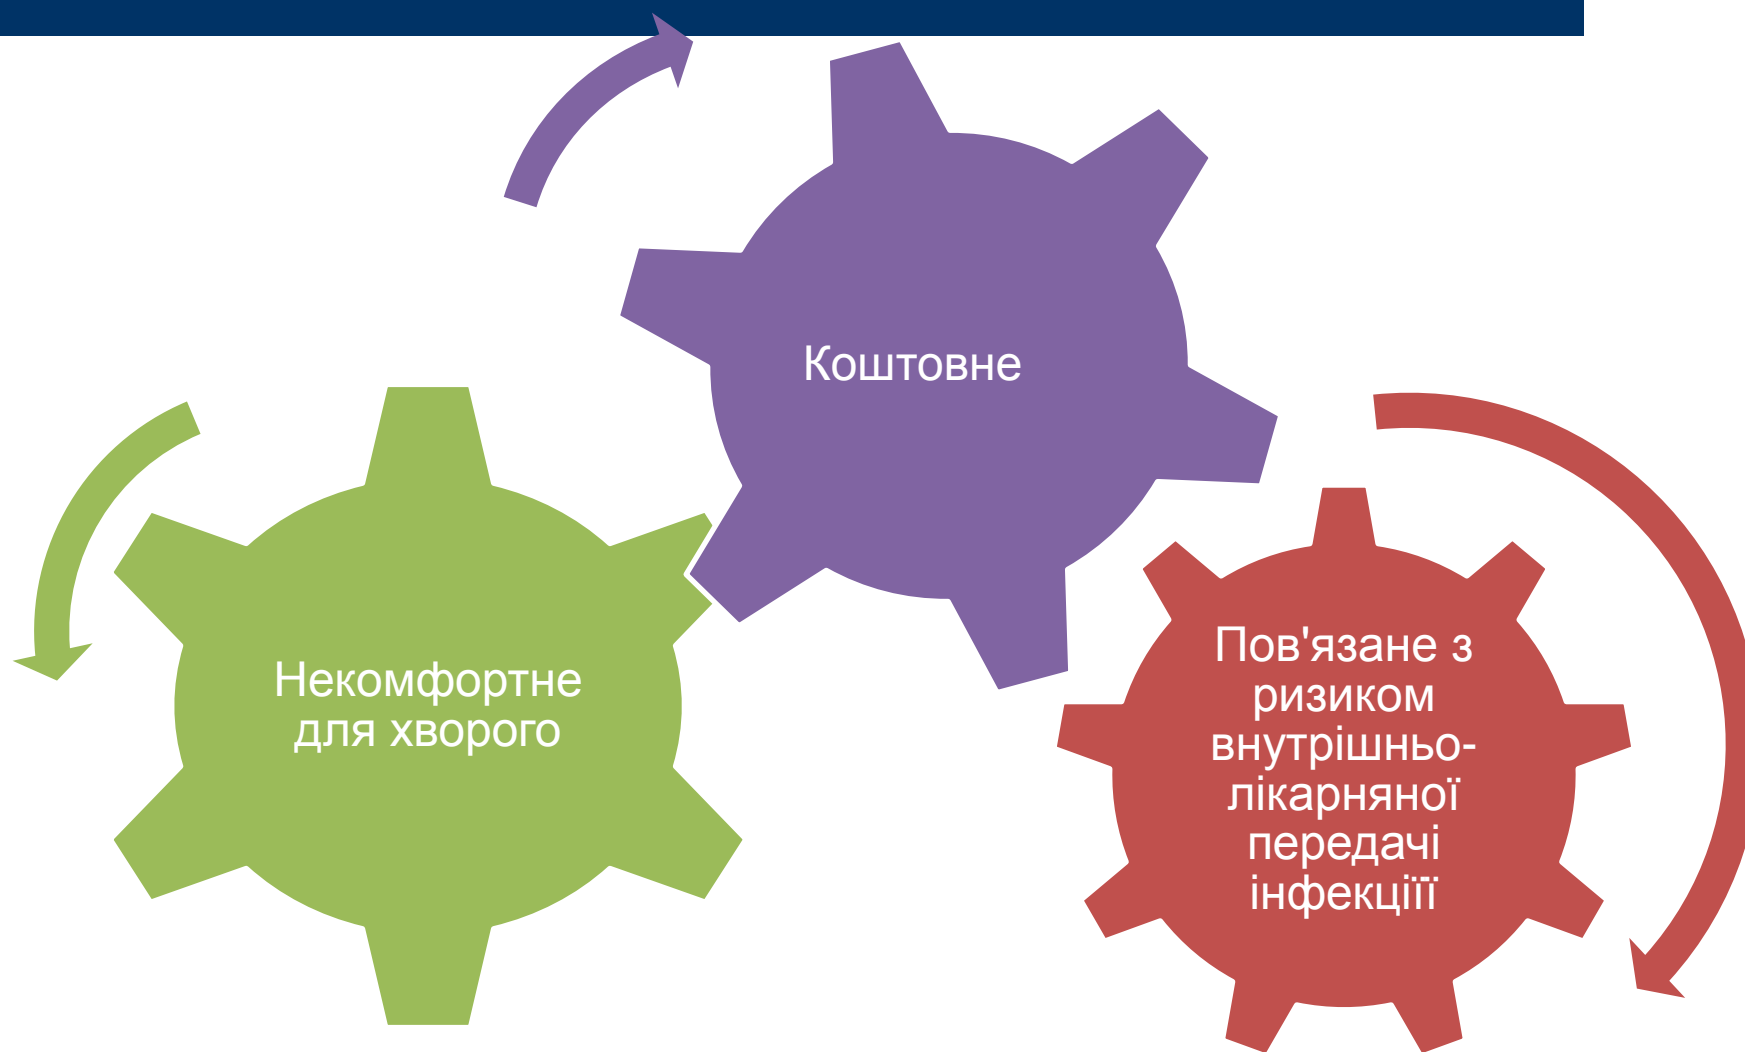 Коштовне
Некомфортне
для хворого
Пов'язане з
ризиком
внутрішньо-
лікарняної
передачі
інфекціїї